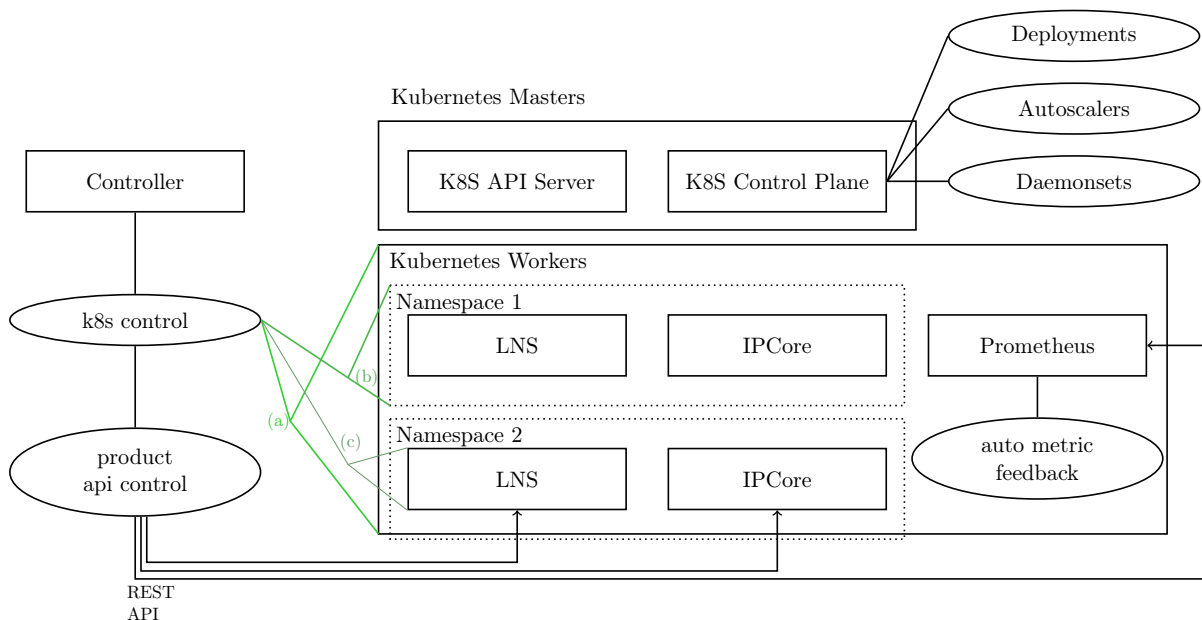 Deployments
Kubernetes Masters
Autoscalers
Controller
K8S API Server
K8S Control Plane
Daemonsets
Kubernetes Workers
Namespace 1
k8s control
LNS
IPCore
Prometheus
(b)
(a)
Namespace 2
(c)
product
api control
LNS
IPCore
auto metric
feedback
REST
API